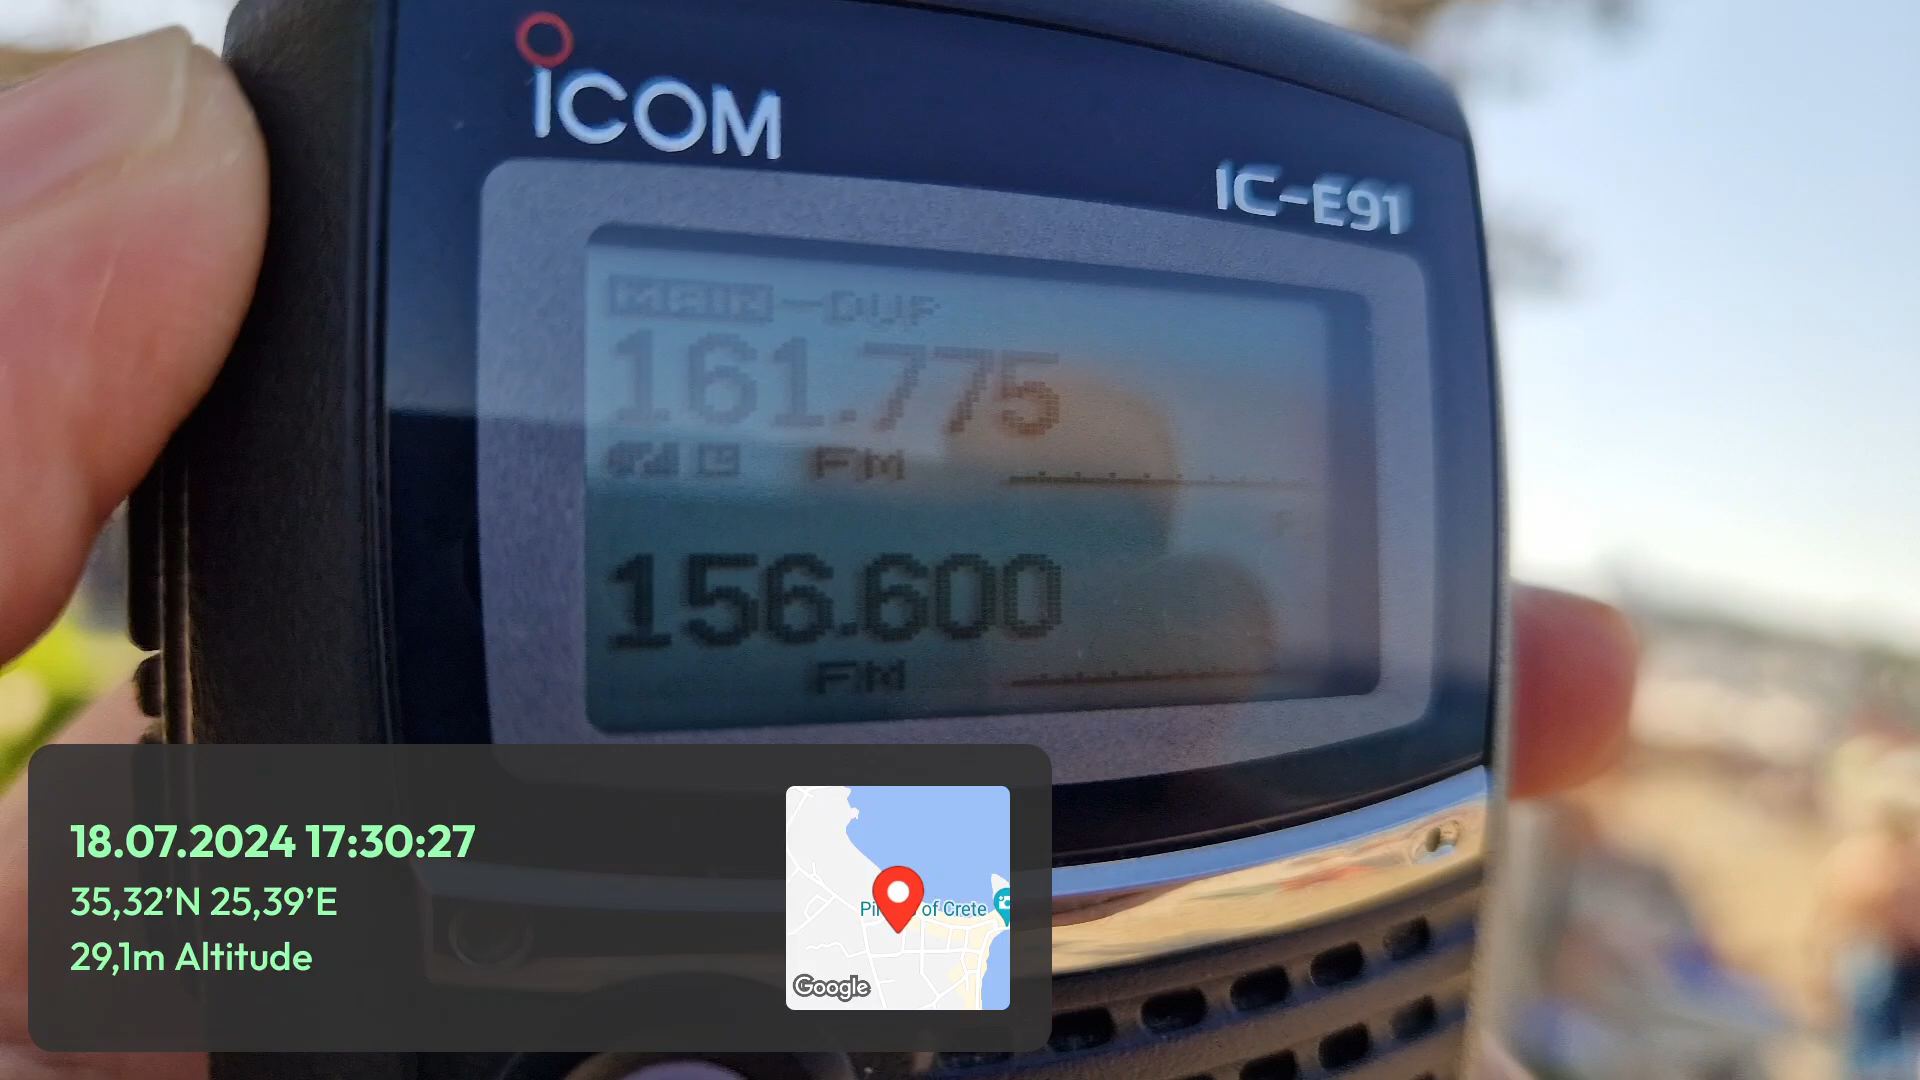 ICOM
IC-E91
MAIN -DUP
161.775
FM
156.600
FM
18.07.2024 17:30:27
35,32’N 25,39’E
29,1m Altitude
of Crete
Google